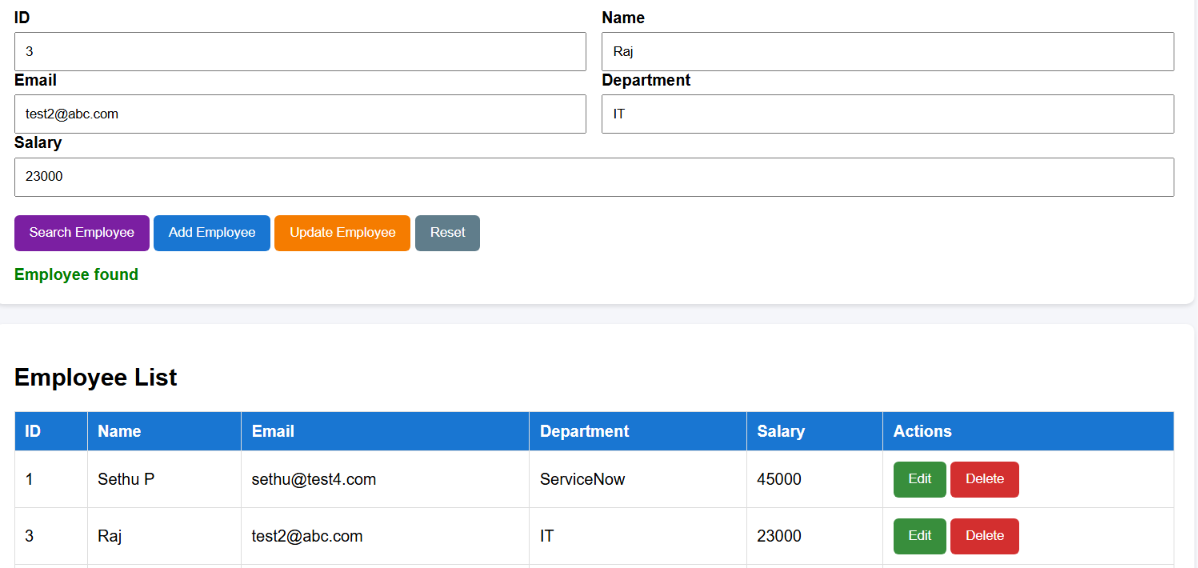 ID Name
3 Raj
Email Department
test2@abc.com IT
Salary
23000
Search Employee Add Employee Update Employee Reset
Employee found
Employee List
ID Name Email Department Salary Actions
1 Sethu P sethu@test4.com ServiceNow 45000 Edit Delete
3 Raj test2@abc.com IT 23000 Edit Delete